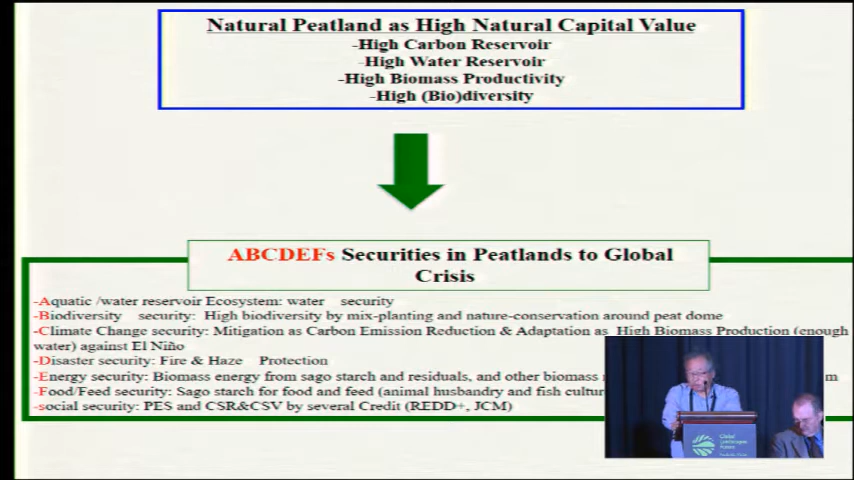 Natural Peatland as High Natural Capital Value
-High Carbon Reservoir
-High Water Reservoir
-High Biomass Productivity
-High (Bio)diversity
ABCDEFs Securities in Peatlands to Global
Crisis
-Aquatic /water reservoir Ecosystem: water security
-Biodiversity security: High biodiversity by mix-planting and nature-conservation around peat dome
-Climate Change security: Mitigation as Carbon Emission Reduction & Adaptation as High Biomass Production (enough
water) against El Niño
-Disaster security: Fire & Haze Protection
-Energy security: Biomass energy from sago starch and residuals, and other biomass
-Food/Feed security: Sago starch for food and feed (animal husbandry and fish cultur
-social security: PES and CSR&CSV by several Credit (REDD+, JCM)
Global
Landscapes
Forum